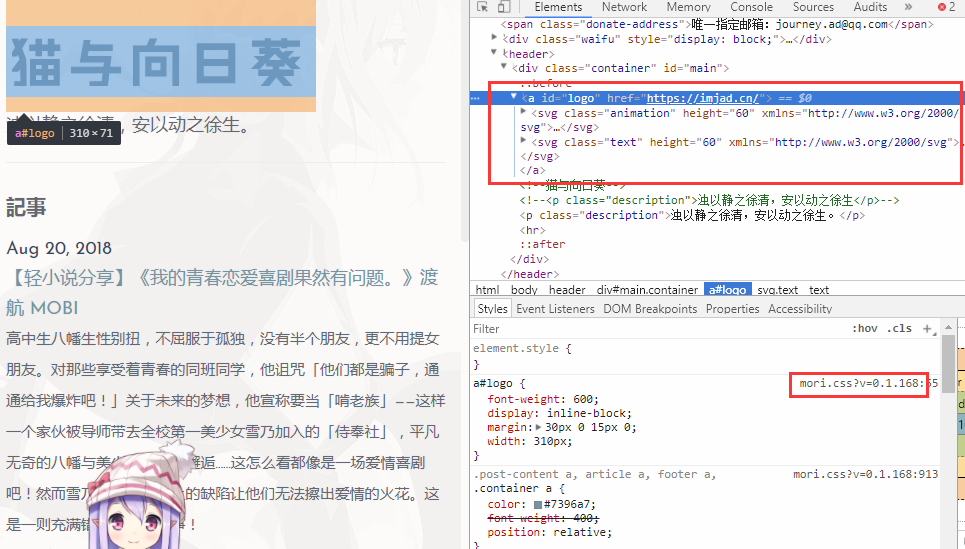 猫与向日葵
a#logo 310×71
，安以动之徐生。
記事
Aug 20, 2018
【轻小说分享】《我的青春恋爱喜剧果然有问题。》渡
航 MOBI
高中生八幡生性别扭，不屈服于孤独，没有半个朋友，更不用提女
朋友。对那些享受着青春的同班同学，他诅咒「他们都是骗子，通
通给我爆炸吧！」关于未来的梦想，他宣称要当「啃老族」——这样
一个家伙被导师带去全校第一美少女雪乃加入的「侍奉社」，平凡
无奇的八幡与美 邂逅……这怎么看都像是一场爱情喜剧
吧！然而雪乃 的缺陷让他们无法擦出爱情的火花。这
是一则充满错 ！
Elements Network Memory Console Sources Audits » 2
<span class="donate-address">唯一指定邮箱: journey.ad@qq.com</span>
<div class="waifu" style="display: block;">…</div>
<header>
<div class="container" id="main">
::before
<a id="logo" href="https://imjad.cn/"> == $0
<svg class="animation" height="60" xmlns="http://www.w3.org/2000/
svg">…</svg>
<svg class="text" height="60" xmlns="http://www.w3.org/2000/svg">…
</svg>
</a>
<!--猫与向日葵-->
<!--<p class="description">浊以静之徐清，安以动之徐生</p>-->
<p class="description">浊以静之徐清，安以动之徐生。</p>
<hr>
::after
</div>
</header>
html body header div#main.container a#logo svg.text text
Styles Event Listeners DOM Breakpoints Properties Accessibility
Filter :hov .cls +
element.style {
}
a#logo { mori.css?v=0.1.168:
font-weight: 600;
display: inline-block;
margin: 30px 0 15px 0;
width: 310px;
}
.post-content a, article a, footer a, mori.css?v=0.1.168:913
.container a {
color: #7396a7;
font-weight: 400;
position: relative;
}